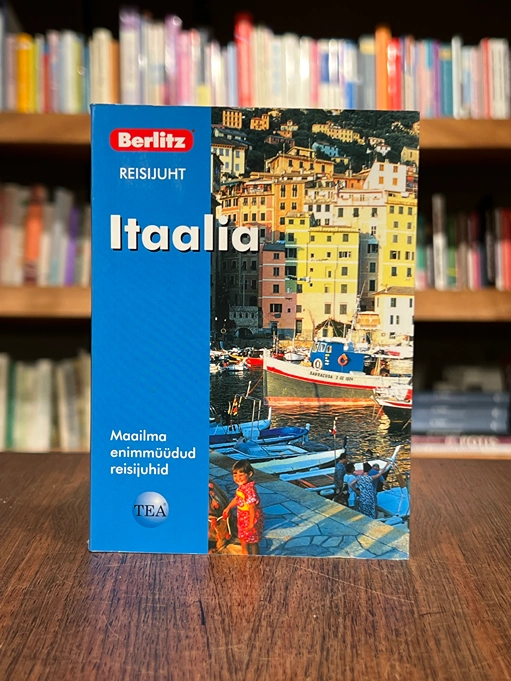 Berlitz
REISIJUHT
Itaalia
Maailma
enimmüüdud
reisijuhid
TEA